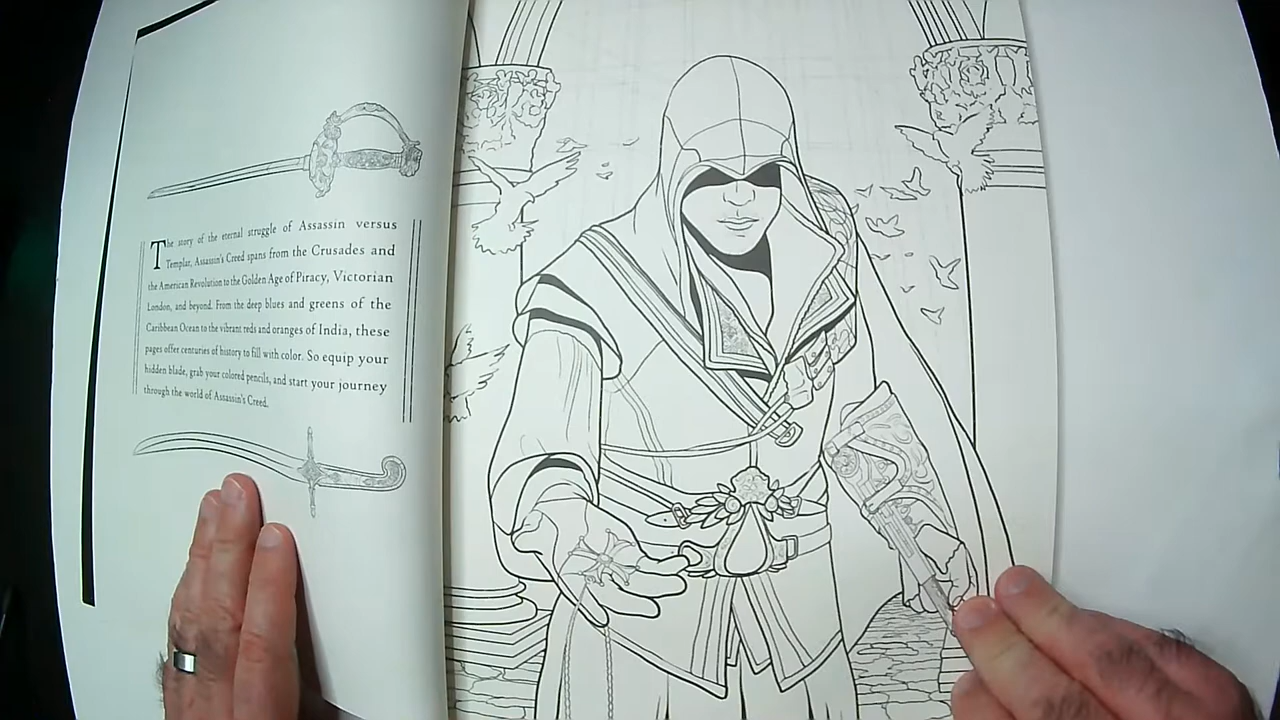 The story of the eternal struggle of Assassin versus
Templar, Assassin's Creed spans from the Crusades and
the American Revolution to the Golden Age of Piracy, Victorian
London, and beyond. From the deep blues and greens of the
Caribbean Ocean to the vibrant reds and oranges of India, these
pages offer centuries of history to fill with color. So equip your
hidden blade, grab your colored pencils, and start your journey
through the world of Assassin's Creed.